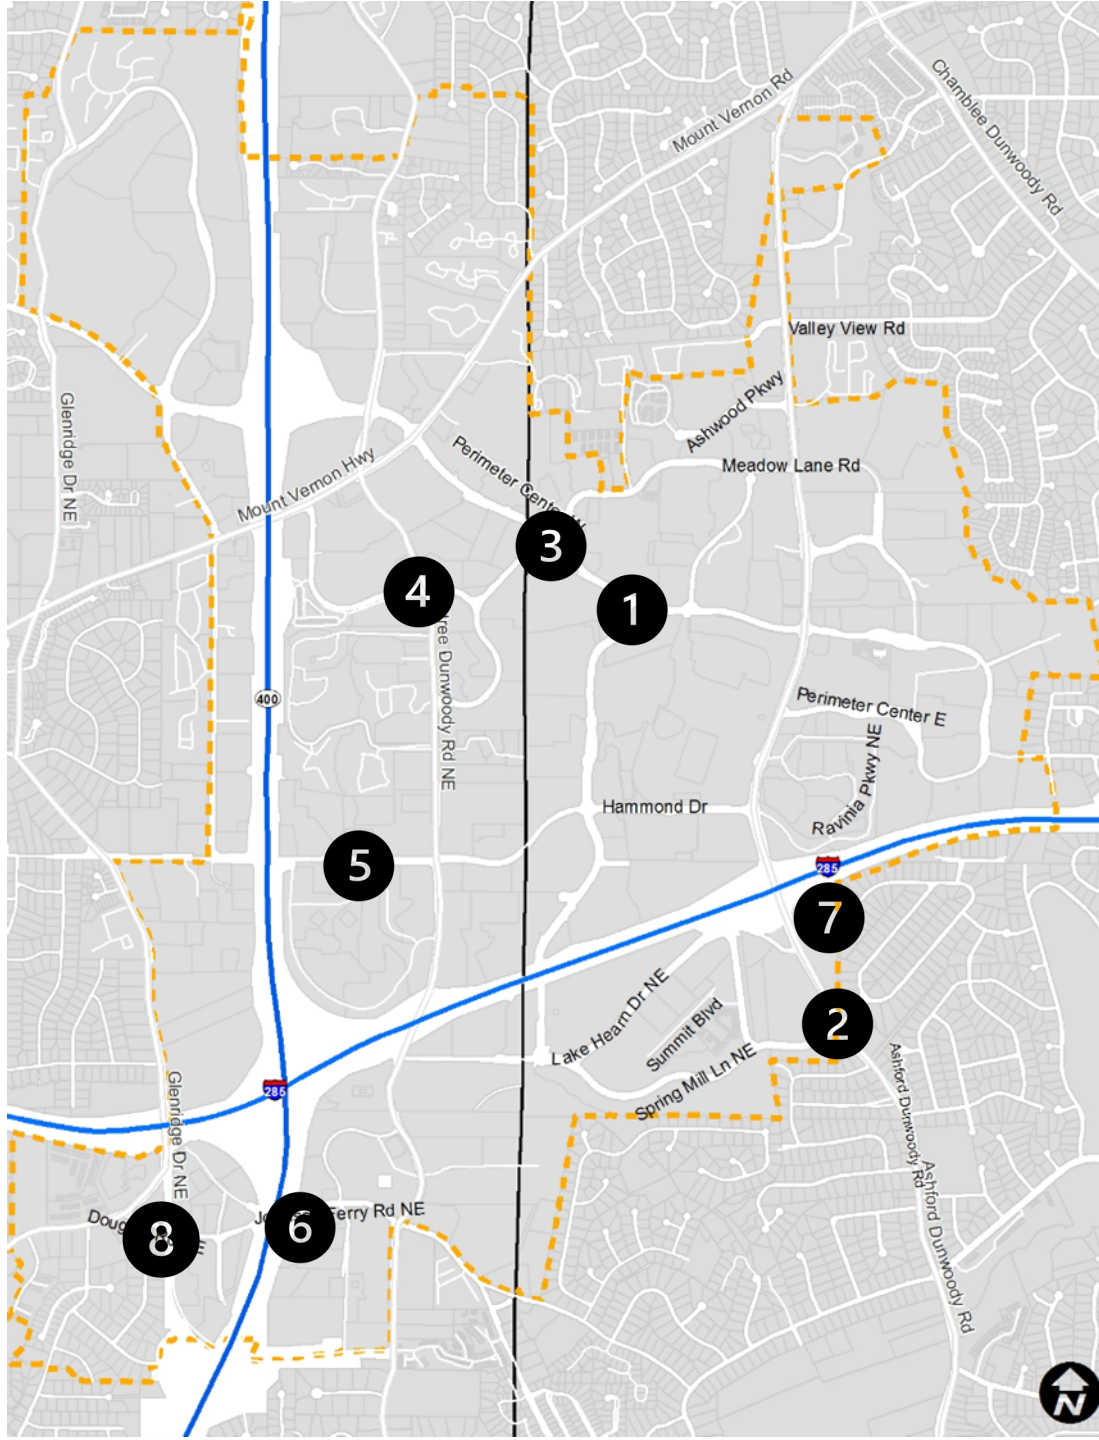 Mount Vernon Rd
Chamblee Dunwoody Rd
Valley View Rd
Ashwood Pkwy
Glenridge Dr NE
Mount Vernon Hwy
Perimeter Center
Meadow Lane Rd
3
4
1
Dunwoody Rd NE
400
Perimeter Center E
Ravinia Pkwy NE
Hammond Dr
5
285
7
Lake Hearn Dr NE
Summit Blvd
2
Spring Mill Ln NE
Ashford Dunwoody Rd
285
Glenridge Dr NE
Ashford Dunwoody Rd
Ferry Rd NE
6
8
N